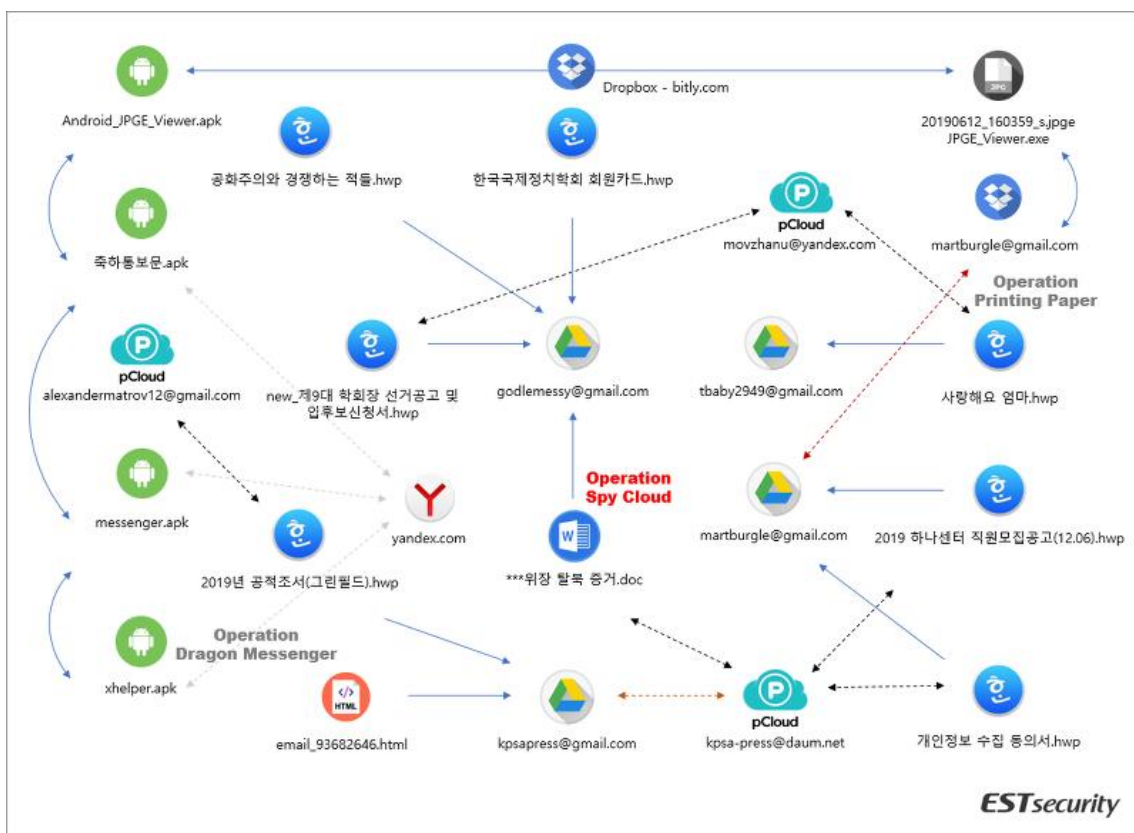 Dropbox - bitly.com
Android_JPGE_Viewer.apk
JPG
20190612_160359_s.jpge
JPGE_Viewer.exe
공화주의와 경쟁하는 적들.hwp
한국국제정치학회 회원카드.hwp
pCloud
movzhanu@yandex.com
martburgle@gmail.com
축하통보문.apk
Operation
Printing Paper
pCloud
alexandermatrov12@gmail.com
new_제9대 학회장 선거공고 및
입후보신청서.hwp
godlemessy@gmail.com
tbaby2949@gmail.com
사랑해요 엄마.hwp
Operation
Spy Cloud
messenger.apk
yandex.com
W
martburgle@gmail.com
2019 하나센터 직원모집공고(12.06).hwp
2019년 공적조서(그린필드).hwp
***위장 탈북 증거.doc
Operation
Dragon Messenger
xhelper.apk
HTML
pCloud
email_93682646.html
kpsapress@gmail.com
kpsa-press@daum.net
개인정보 수집 동의서.hwp
ESTsecurity